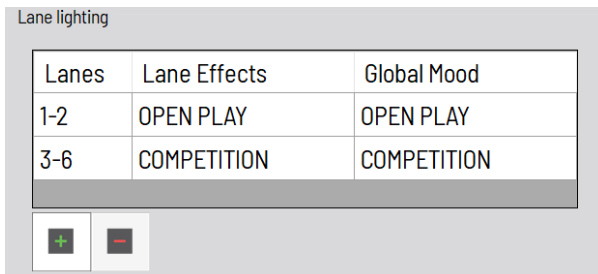 Lane lighting
Lanes Lane Effects Global Mood
1-2 OPEN PLAY OPEN PLAY
3-6 COMPETITION COMPETITION